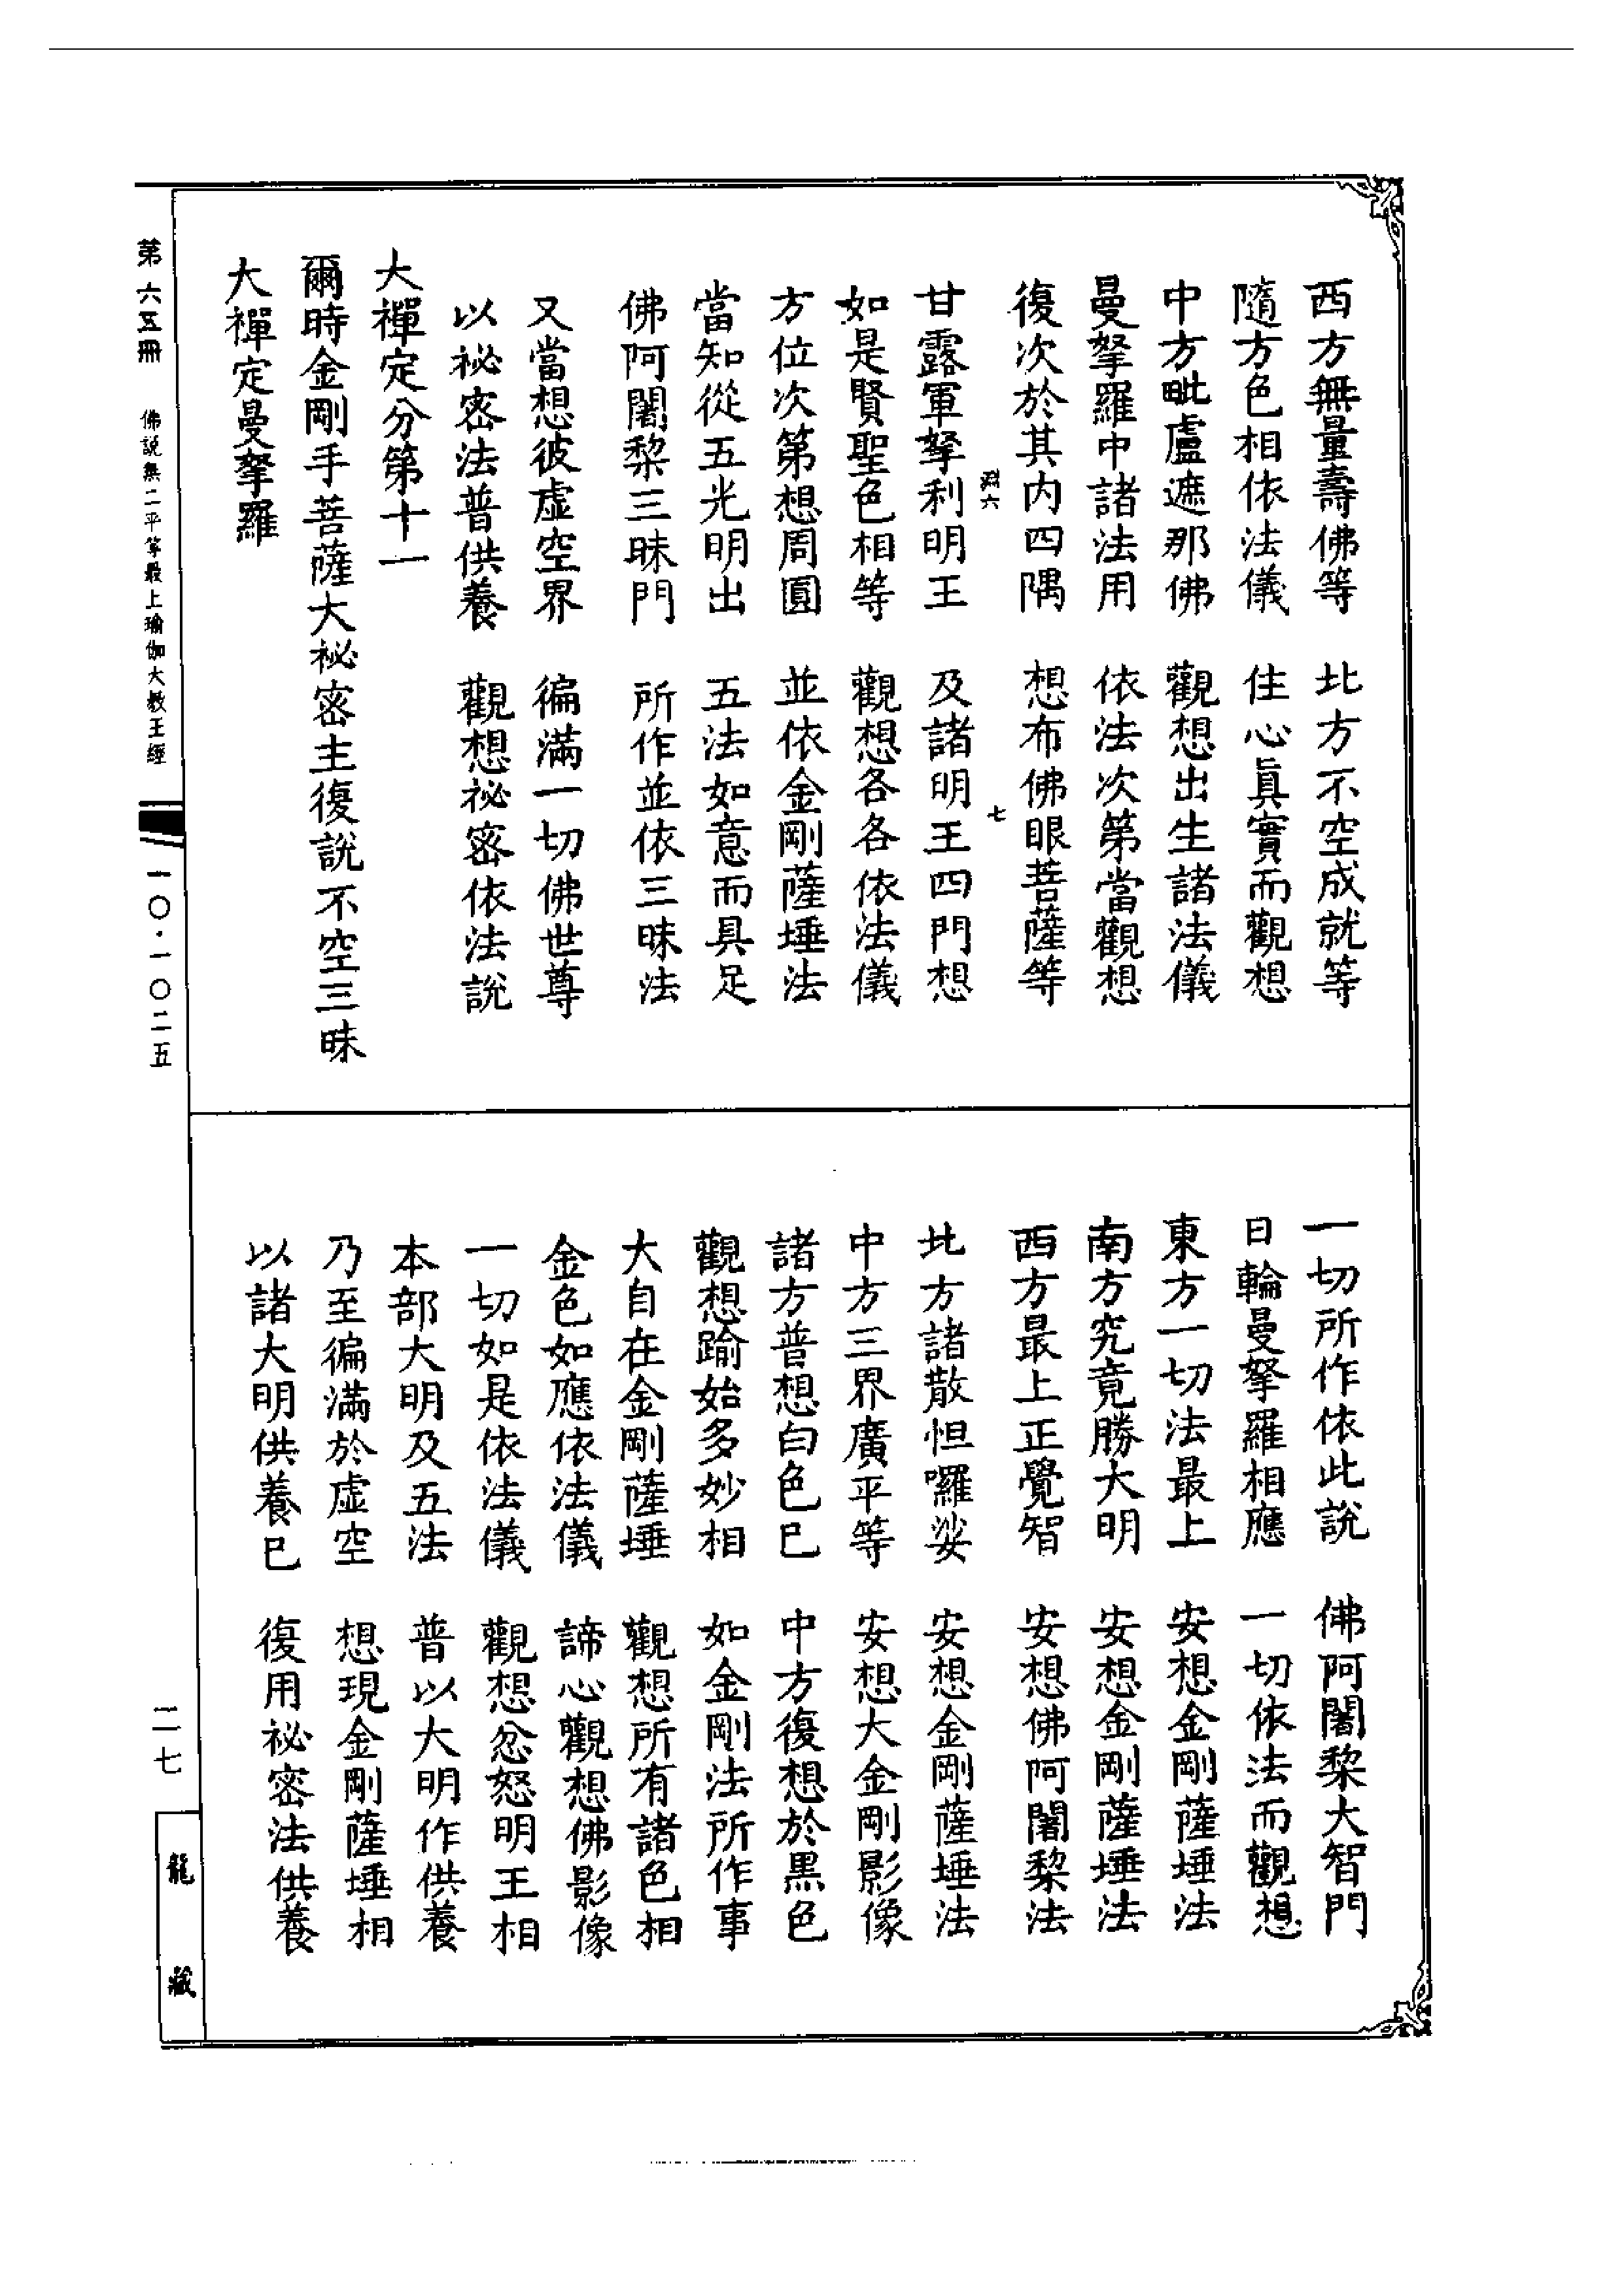 西方無量壽佛等　北方不空成就等
隨方色相依法儀　住心眞實而觀想
中方毗盧遮那佛　觀想出生諸法儀
曼拏羅中諸法用　依法次第當觀想
復次於其内四隅　想布佛眼菩薩等
甘露軍拏利明王　及諸明王四門想
如是賢聖色相等　觀想各各依法儀
方位次第想周圓　並依金剛薩埵法
當知從五光明出　五法如意而具足
佛阿闍黎三昧門　所作並依三昧法
又當想彼虛空界　徧滿一切佛世尊
以祕密法普供養　觀想祕密依法說
大禪定分第十一
爾時金剛手菩薩大祕密主復說不空三昧
大禪定曼拏羅
一切所作依此說　佛阿闍黎大智門
日輪曼拏羅相應　一切依法而觀想
東方一切法最上　安想金剛薩埵法
南方究竟勝大明　安想金剛薩埵法
西方最上正覺智　安想佛阿闍黎法
北方諸散怛囉娑　安想金剛薩埵法
中方三界廣平等　安想大金剛影像
諸方普想白色已　中方復想於黑色
觀想踰始多妙相　如金剛法所作事
大自在金剛薩埵　觀想所有諸色相
金色如應依法儀　諦心觀想佛影像
一切如是依法儀　觀想忿怒明王相
本部大明及五法　普以大明作供養
乃至徧滿於虛空　想現金剛薩埵相
以諸大明供養已　復用祕密法供養
第六五冊　佛說無二平等最上瑜伽大教王經　一〇·一〇二五
二七
龍藏
六　七